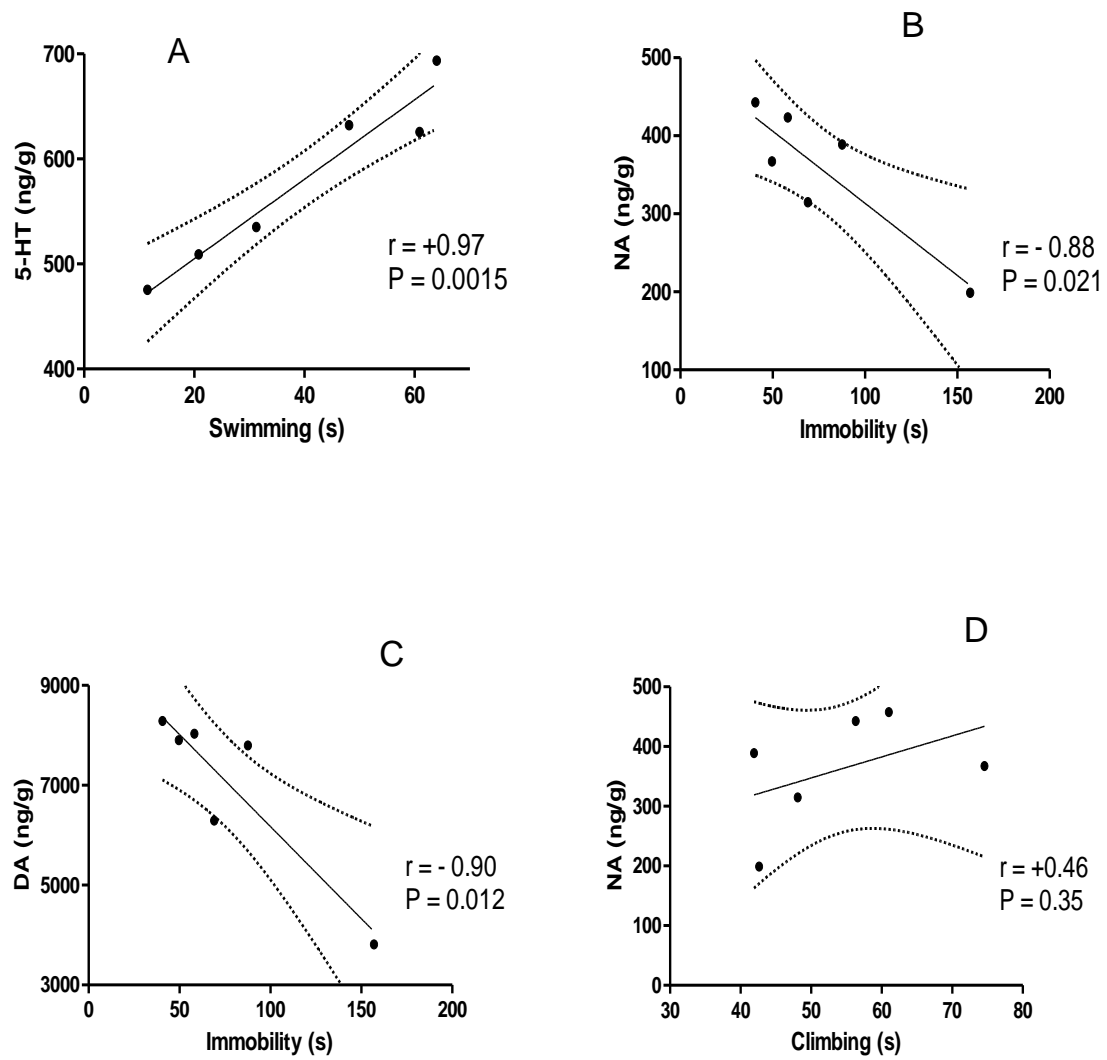 A
700
600
500
400
5-HT (ng/g)
0 20 40 60
Swimming (s)
r = +0.97
P = 0.0015
B
500
400
300
200
100
NA (ng/g)
0 50 100 150 200
Immobility (s)
r = - 0.88
P = 0.021
C
9000
7000
5000
3000
DA (ng/g)
0 50 100 150 200
Immobility (s)
r = - 0.90
P = 0.012
D
500
400
300
200
100
0
NA (ng/g)
30 40 50 60 70 80
Climbing (s)
r = +0.46
P = 0.35